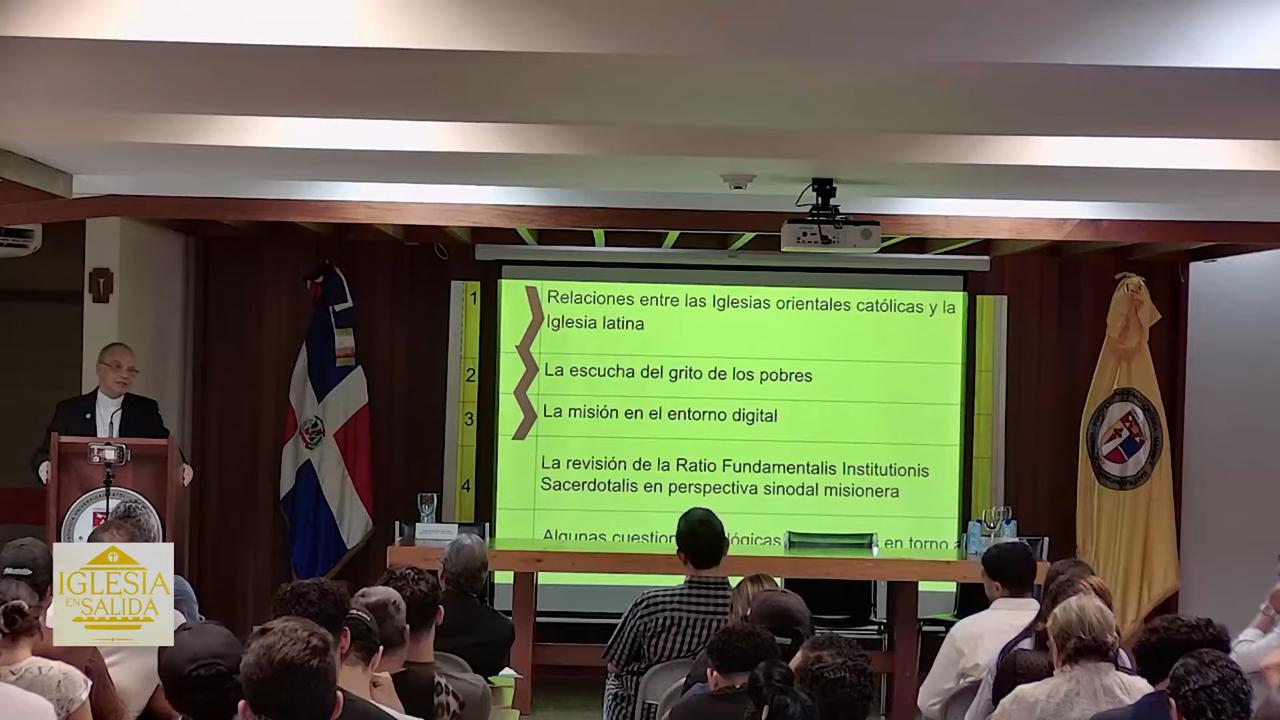 1
Relaciones entre las Iglesias orientales católicas y la
Iglesia latina
2
La escucha del grito de los pobres
3
La misión en el entorno digital
4
La revisión de la Ratio Fundamentalis Institutionis
Sacerdotalis en perspectiva sinodal misionera
Algunas en torno a
IGLESIA
EN SALIDA